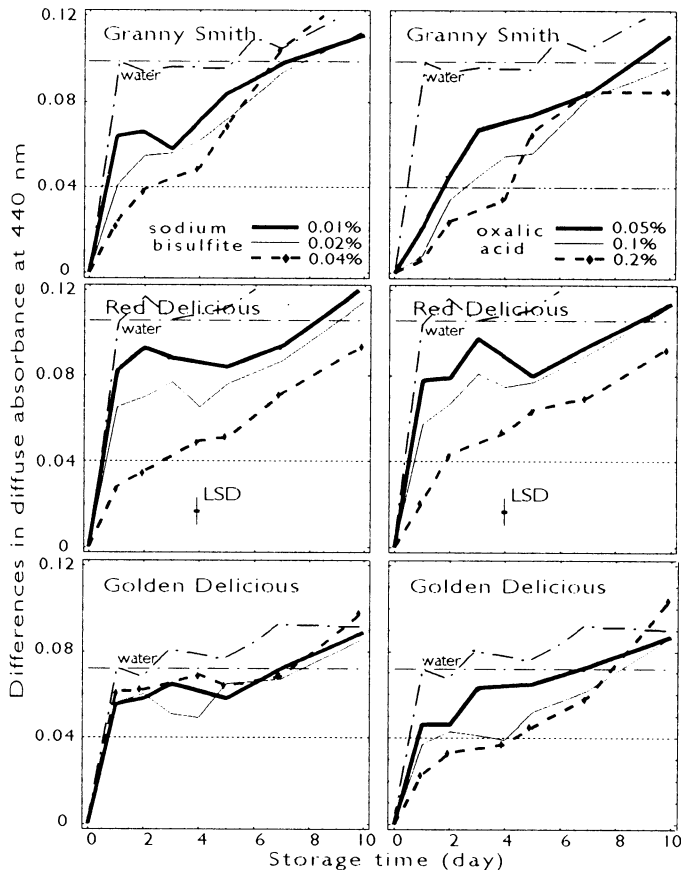 Differences in diffuse absorbance at 440 nm
0.12
0.08
0.04
0
Granny Smith
water
sodium bisulfite
0.01%
0.02%
0.04%
Granny Smith
water
oxalic acid
0.05%
0.1%
0.2%
0.12
0.08
0.04
0
Red Delicious
water
LSD
Red Delicious
water
LSD
0.12
0.08
0.04
0
Golden Delicious
water
Golden Delicious
water
0 2 4 6 8 10
0 2 4 6 8 10
Storage time (day)